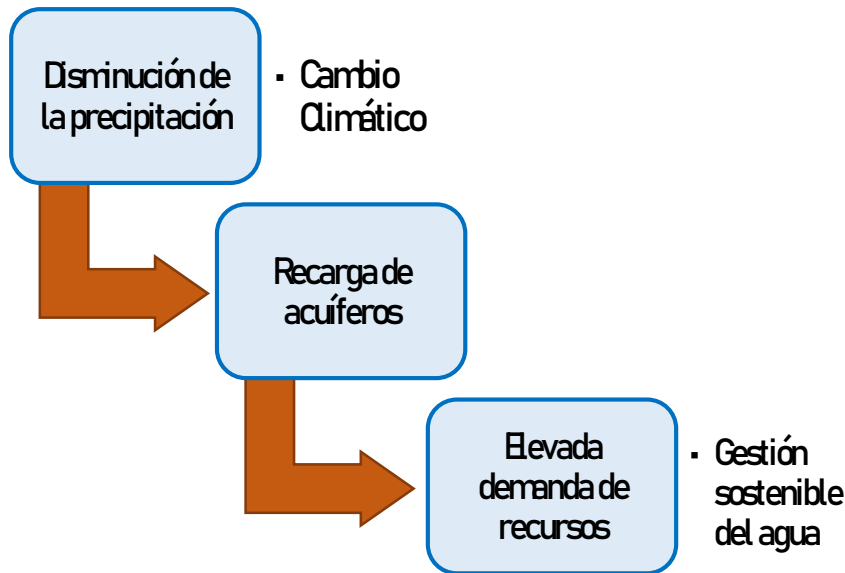 Disminución de
la precipitación
▪ Cambio
Climático
Recarga de
acuíferos
Elevada
demanda de
recursos
▪ Gestión
sostenible
del agua